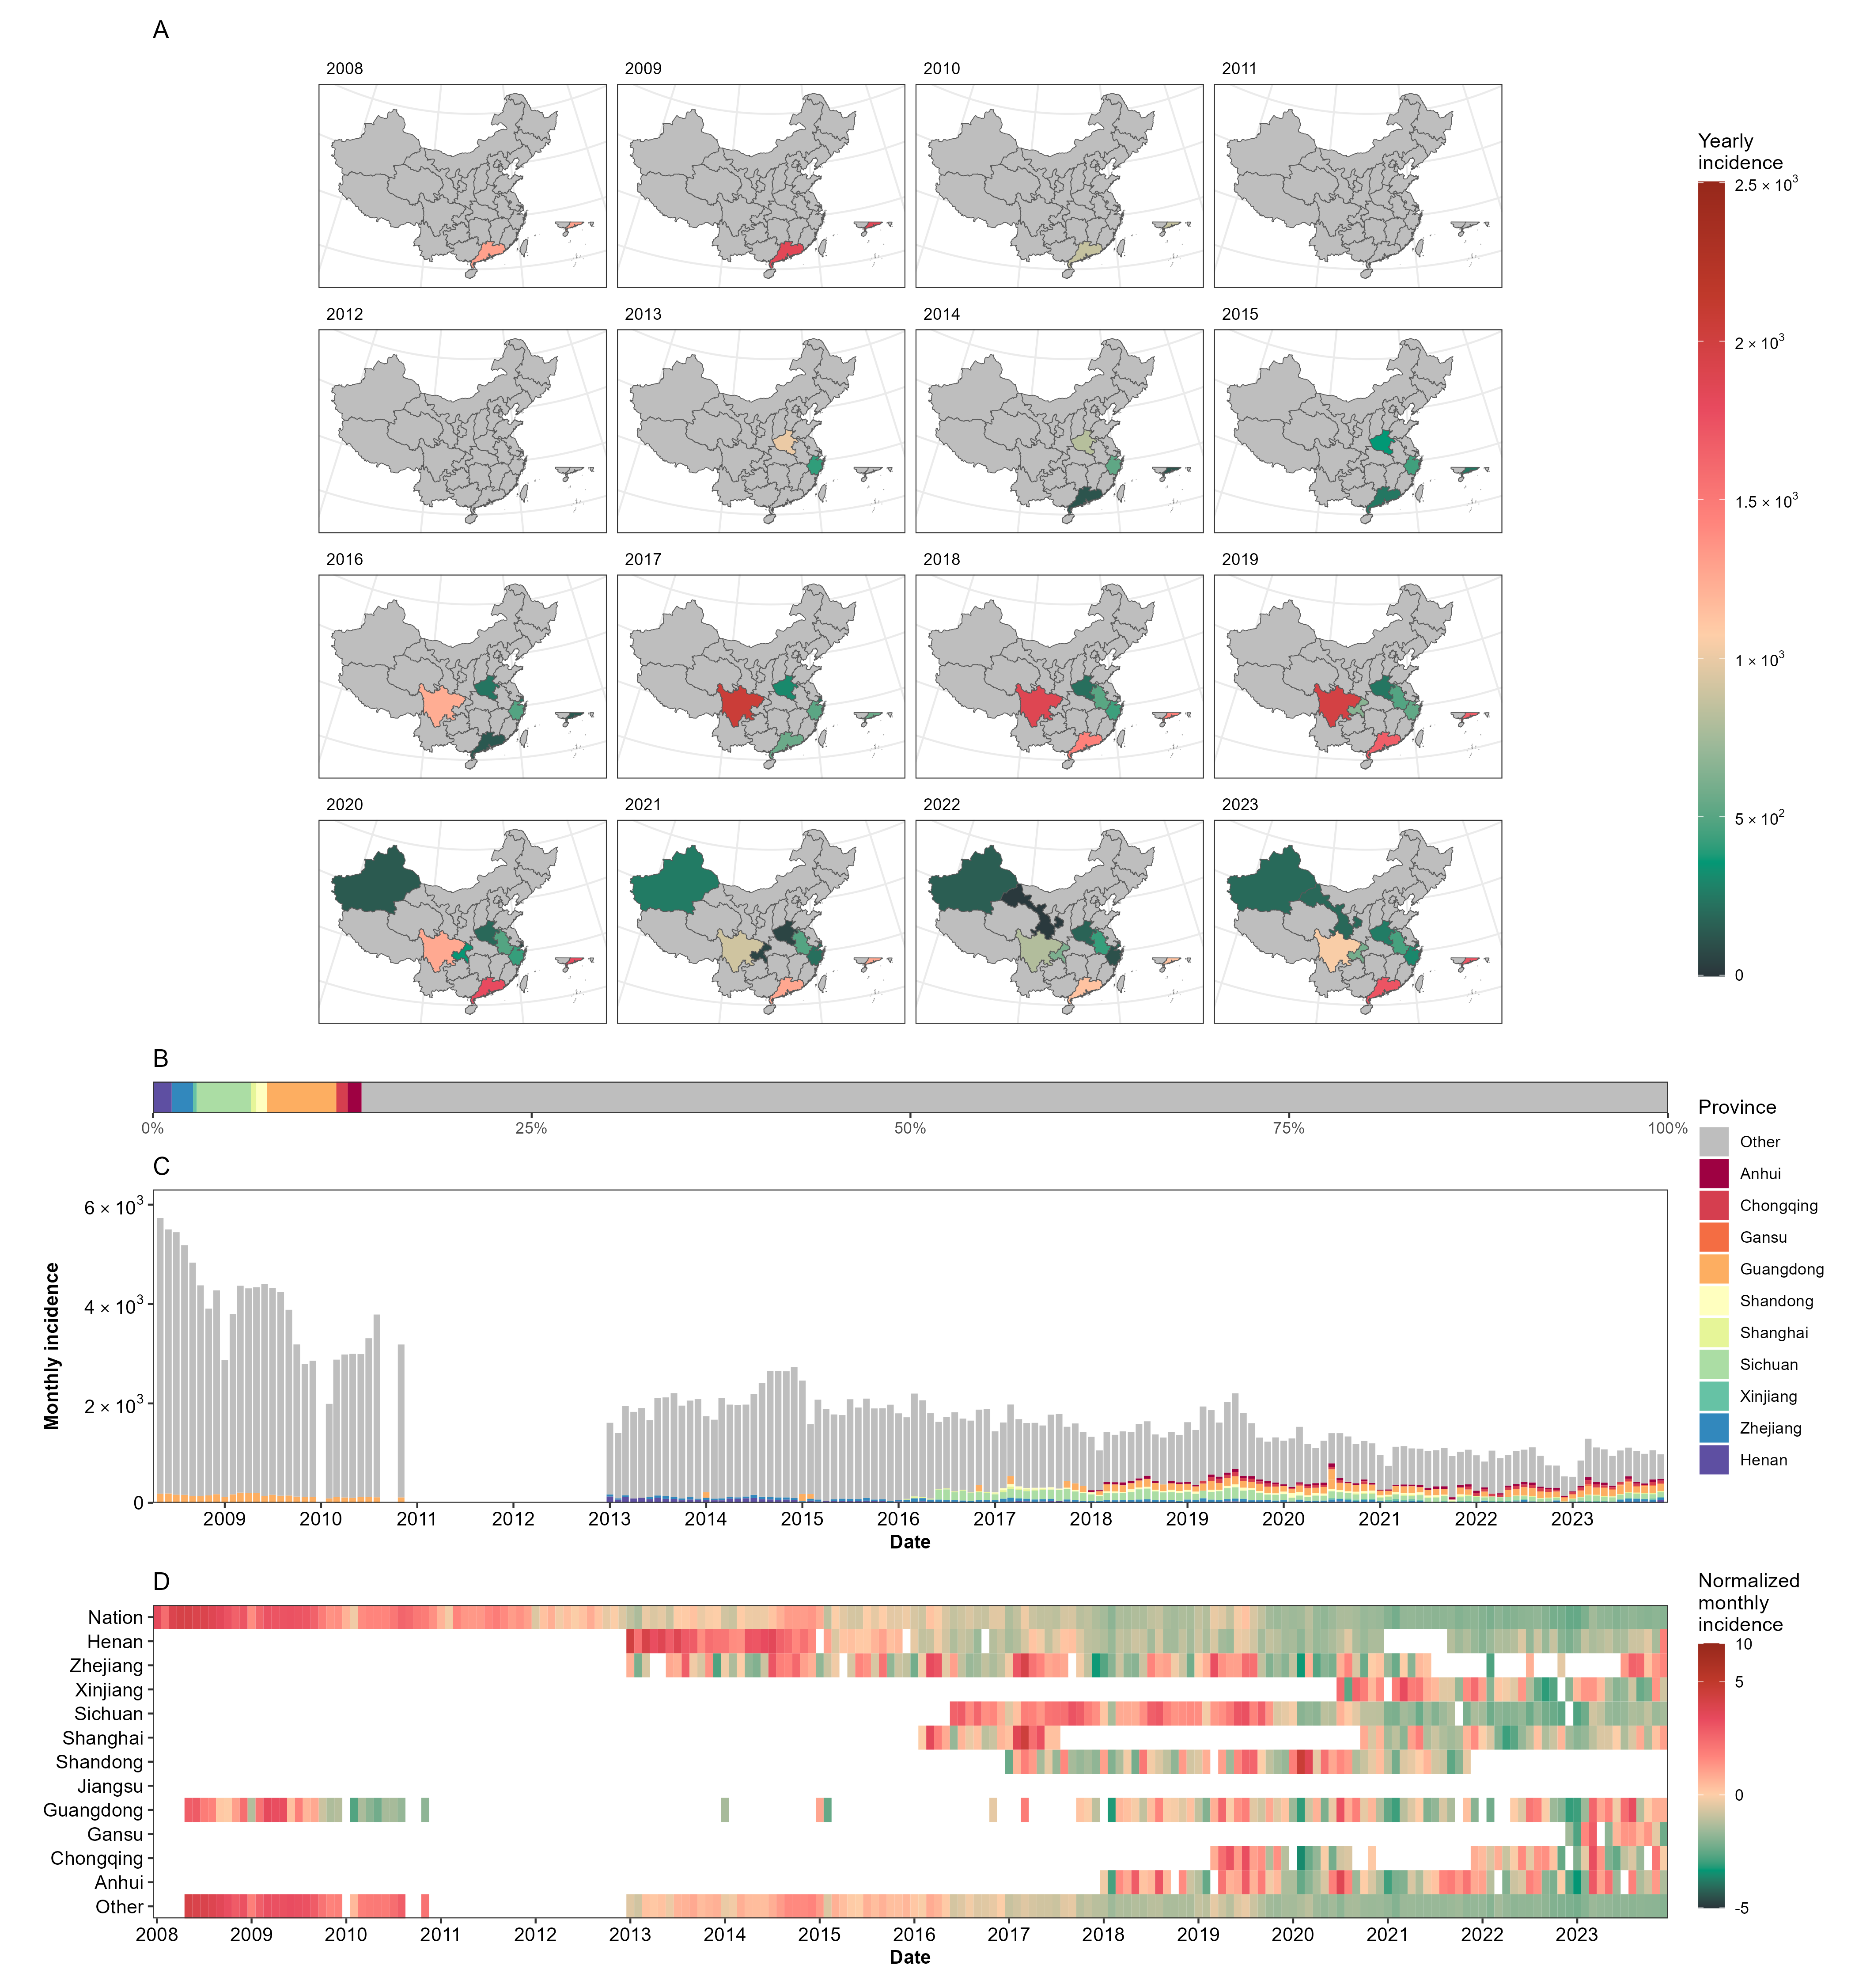 A
2008 2009 2010 2011
2012 2013 2014 2015
2016 2017 2018 2019
2020 2021 2022 2023
Yearly
incidence
2.5 × 10³
2 × 10³
1.5 × 10³
1 × 10³
5 × 10²
0
B
0% 25% 50% 75% 100%
Province
Other
Anhui
Chongqing
Gansu
Guangdong
Shandong
Shanghai
Sichuan
Xinjiang
Zhejiang
Henan
C
Monthly incidence
6 × 10³
4 × 10³
2 × 10³
0
2009 2010 2011 2012 2013 2014 2015 2016 2017 2018 2019 2020 2021 2022 2023
Date
D
Nation
Henan
Zhejiang
Xinjiang
Sichuan
Shanghai
Shandong
Jiangsu
Guangdong
Gansu
Chongqing
Anhui
Other
2008 2009 2010 2011 2012 2013 2014 2015 2016 2017 2018 2019 2020 2021 2022 2023
Date
Normalized
monthly
incidence
10
5
0
-5